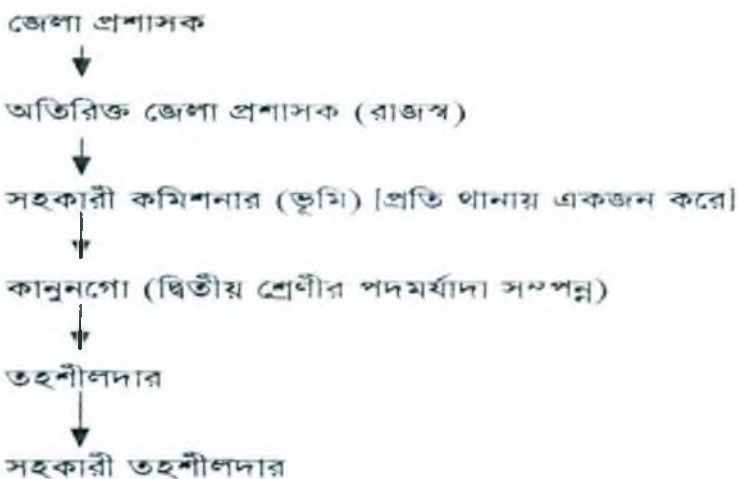 জেলা প্রশাসক
অতিরিক্ত জেলা প্রশাসক (রাজস্ব)
সহকারী কমিশনার (ভূমি) [প্রতি থানায় একজন করে]
কানুনগো (দ্বিতীয় শ্রেণীর পদমর্যাদা সম্পন্ন)
তহশীলদার
সহকারী তহশীলদার